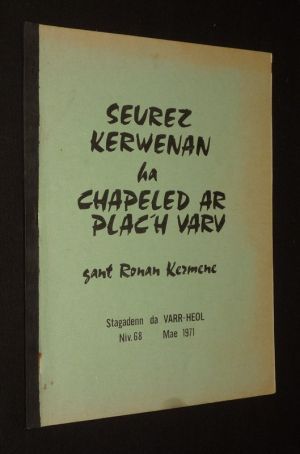 SEUREZ
KERWENAN
ha
CHAPELED AR
PLAC'H VARV
gant Ronan Kermene
Stagadenn da VARR-HEOL
Niv. 68 Mae 1971